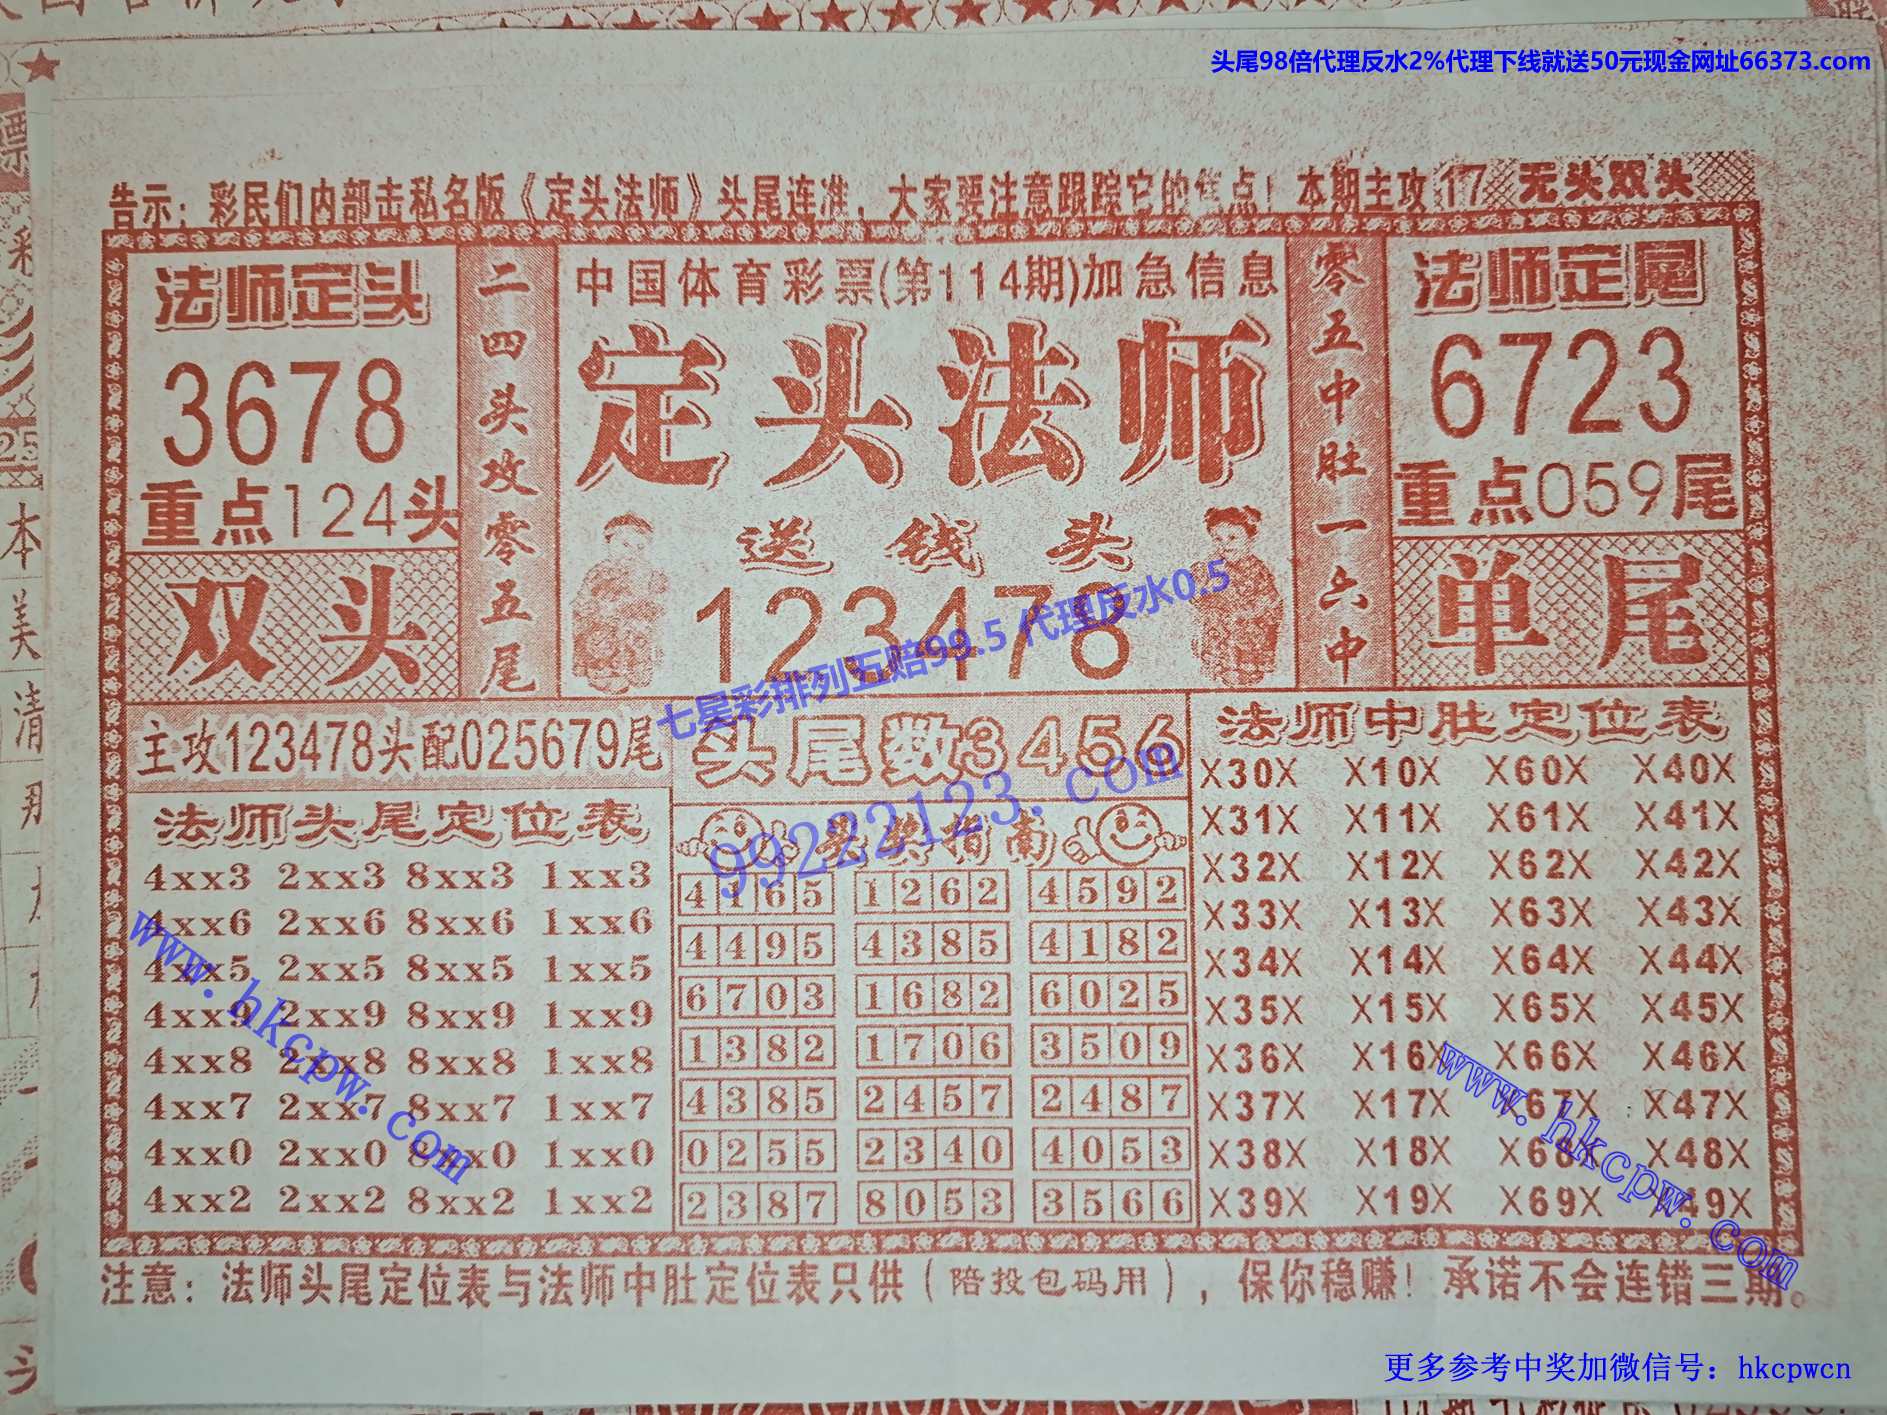 头尾98倍代理反水2%代理下线就送50元现金网址66373.com
告示：彩民们内部击私名版《定头法师》头尾连准，大家要注意跟踪它的焦点！本期主攻17 无头双头
法师定头
3678
重点124头
双头
二四头攻零五尾
中国体育彩票(第114期)加急信息
定头法师
送钱头
123478
零五中肚一六中
法师定尾
6723
重点059尾
单尾
七星彩排列五赔99.5 代理反水0.5
99222123.com
主攻123478头配025679尾
头尾数3456
法师头尾定位表
4xx3 2xx3 8xx3 1xx3
4xx6 2xx6 8xx6 1xx6
4xx5 2xx5 8xx5 1xx5
4xx9 2xx9 8xx9 1xx9
4xx8 2xx8 8xx8 1xx8
4xx7 2xx7 8xx7 1xx7
4xx0 2xx0 8xx0 1xx0
4xx2 2xx2 8xx2 1xx2
www.hkcpw.com
指南
4165 1262 4592
4495 4385 4182
6703 1682 6025
1382 1706 3509
4385 2457 2487
0255 2340 4053
2387 8053 3566
法师中肚定位表
X30X X10X X60X X40X
X31X X11X X61X X41X
X32X X12X X62X X42X
X33X X13X X63X X43X
X34X X14X X64X X44X
X35X X15X X65X X45X
X36X X16X X66X X46X
X37X X17X X67X X47X
X38X X18X X68X X48X
X39X X19X X69X X49X
www.hkcpw.com
注意：法师头尾定位表与法师中肚定位表只供（陪投包码用），保你稳赚！承诺不会连错三期。
更多参考中奖加微信号：hkcpwcn